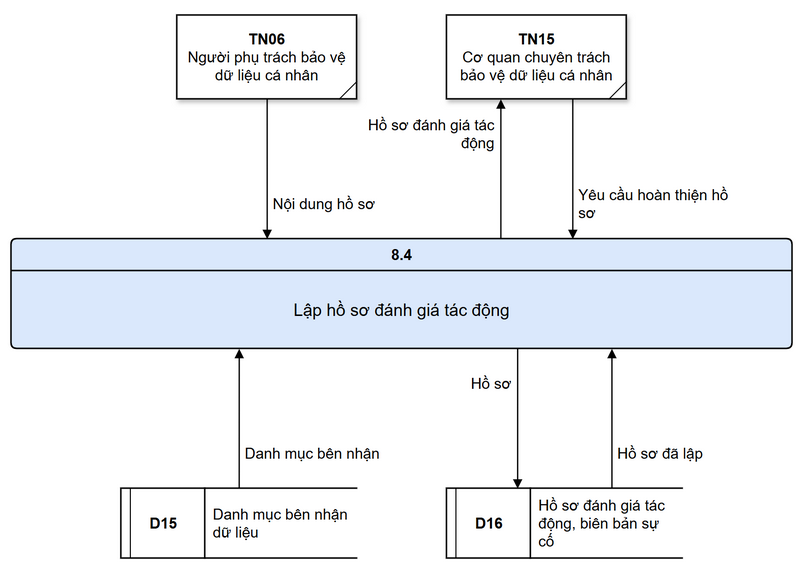 TN06
Người phụ trách bảo vệ
dữ liệu cá nhân
TN15
Cơ quan chuyên trách
bảo vệ dữ liệu cá nhân
Hồ sơ đánh giá tác
động
Nội dung hồ sơ
Yêu cầu hoàn thiện hồ
sơ
8.4
Lập hồ sơ đánh giá tác động
Hồ sơ
Danh mục bên nhận
Hồ sơ đã lập
D15
Danh mục bên nhận
dữ liệu
D16
Hồ sơ đánh giá tác
động, biên bản sự
cố